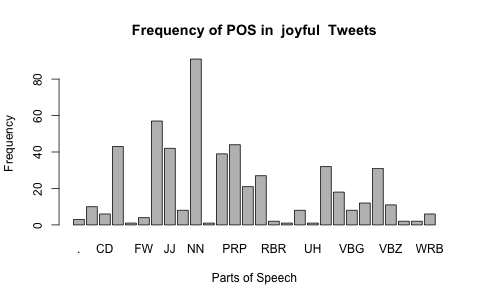 Frequency of POS in joyful Tweets
Frequency
80
60
40
20
0
. CD FW JJ NN PRP RBR UH VBG VBZ WRB
Parts of Speech